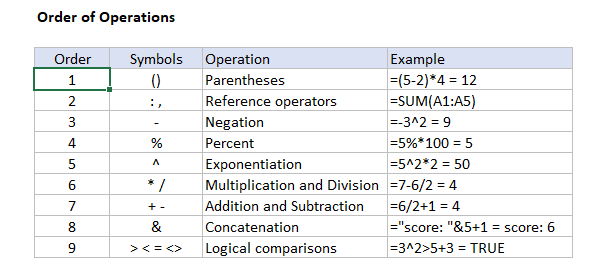 Order of Operations
Order Symbols Operation Example
1 () Parentheses =(5-2)*4 = 12
2 : , Reference operators =SUM(A1:A5)
3 - Negation =-3^2 = 9
4 % Percent =5%*100 = 5
5 ^ Exponentiation =5^2*2 = 50
6 * / Multiplication and Division =7-6/2 = 4
7 + - Addition and Subtraction =6/2+1 = 4
8 & Concatenation ="score: "&5+1 = score: 6
9 > < = <> Logical comparisons =3^2>5+3 = TRUE